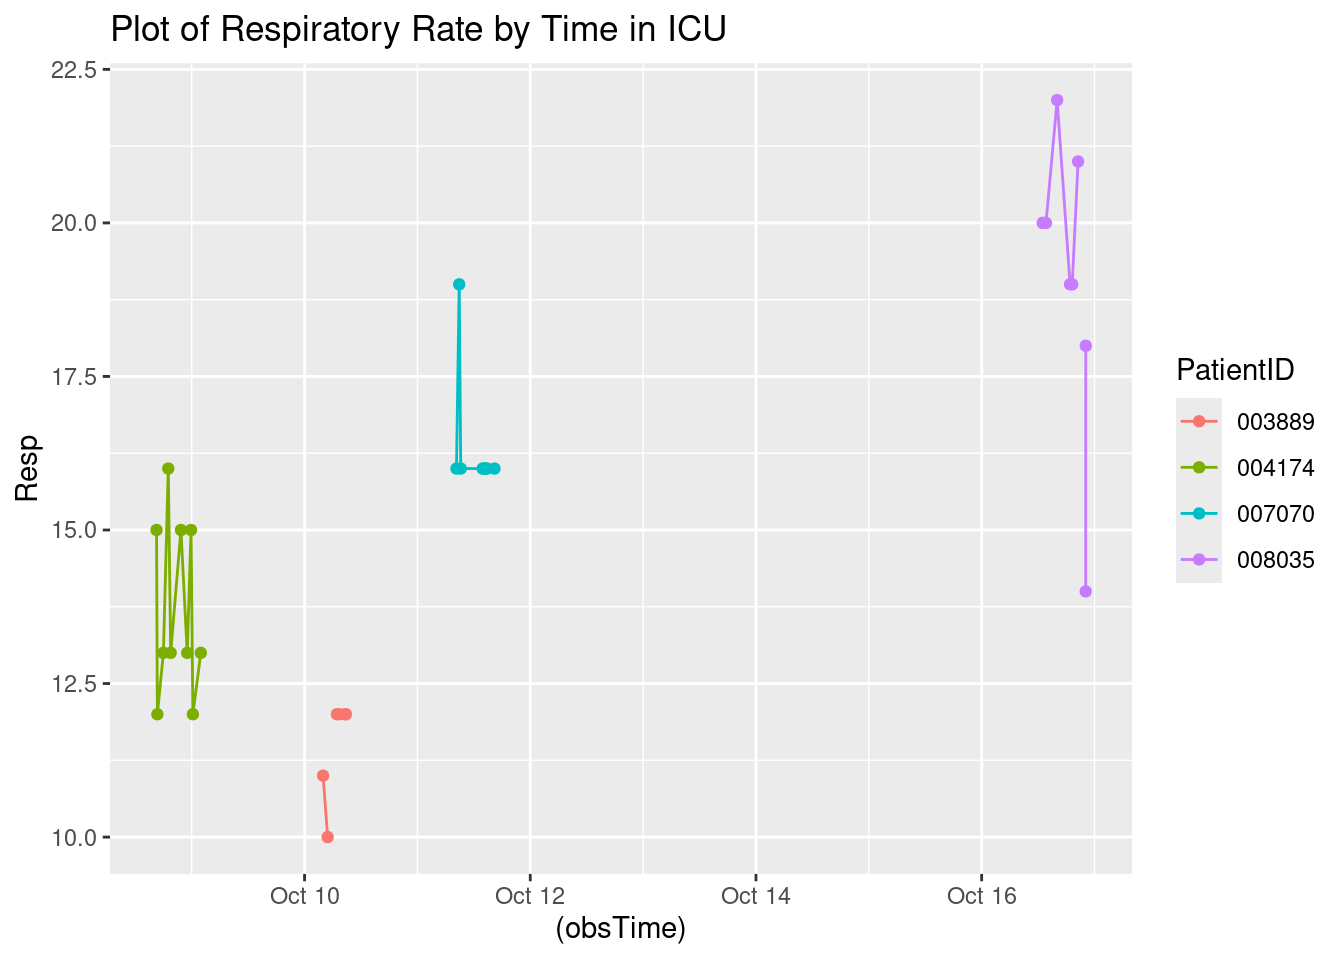 Plot of Respiratory Rate by Time in ICU
22.5
20.0
17.5
15.0
12.5
10.0
Resp
Oct 10
Oct 12
Oct 14
Oct 16
(obsTime)
PatientID
003889
004174
007070
008035